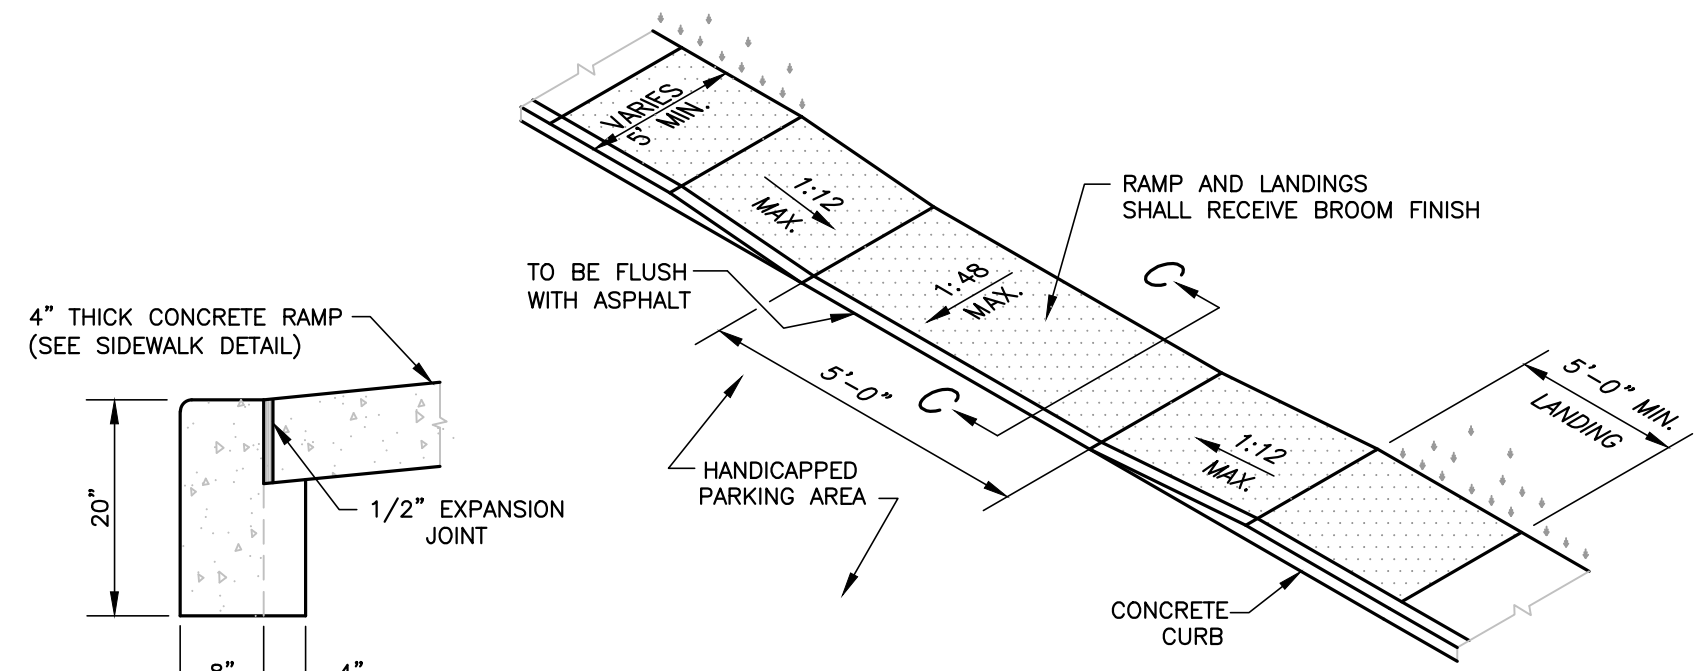 VARIES
5' MIN.
1:12
MAX.
RAMP AND LANDINGS
SHALL RECEIVE BROOM FINISH
TO BE FLUSH
WITH ASPHALT
1:48
MAX.
C
4" THICK CONCRETE RAMP
(SEE SIDEWALK DETAIL)
5'-0"
C
5'-0" MIN.
LANDING
1:12
MAX.
HANDICAPPED
PARKING AREA
20"
1/2" EXPANSION
JOINT
CONCRETE
CURB
8"
4"